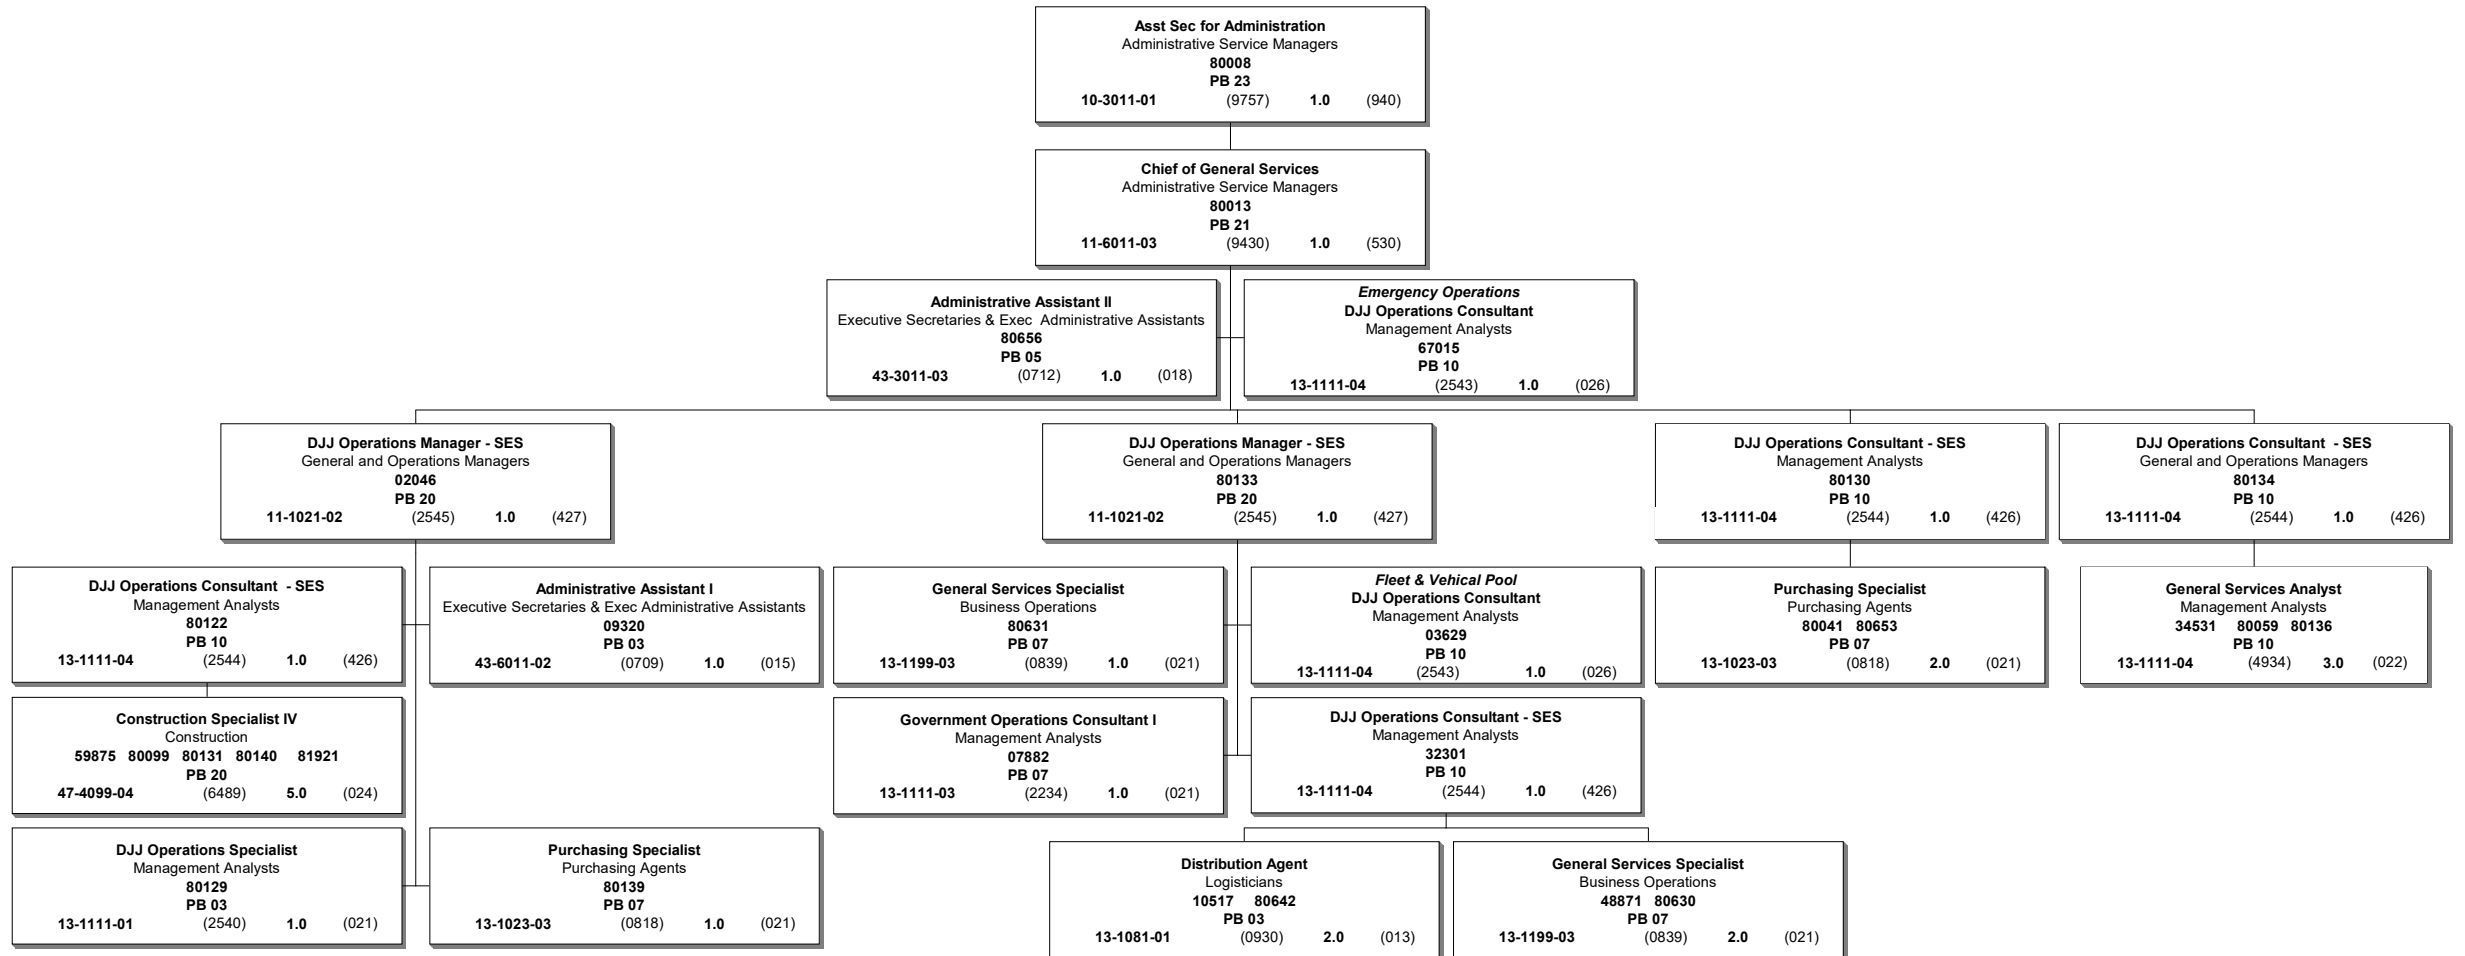 Asst Sec for Administration
Administrative Service Managers
80008
PB 23
10-3011-01 (9757) 1.0 (940)
Chief of General Services
Administrative Service Managers
80013
PB 21
11-6011-03 (9430) 1.0 (530)
Administrative Assistant II
Executive Secretaries & Exec Administrative Assistants
80656
PB 05
43-3011-03 (0712) 1.0 (018)
Emergency Operations
DJJ Operations Consultant
Management Analysts
67015
PB 10
13-1111-04 (2543) 1.0 (026)
DJJ Operations Manager - SES
General and Operations Managers
02046
PB 20
11-1021-02 (2545) 1.0 (427)
DJJ Operations Manager - SES
General and Operations Managers
80133
PB 20
11-1021-02 (2545) 1.0 (427)
DJJ Operations Consultant - SES
Management Analysts
80130
PB 10
13-1111-04 (2544) 1.0 (426)
DJJ Operations Consultant - SES
General and Operations Managers
80134
PB 10
13-1111-04 (2544) 1.0 (426)
DJJ Operations Consultant - SES
Management Analysts
80122
PB 10
13-1111-04 (2544) 1.0 (426)
Administrative Assistant I
Executive Secretaries & Exec Administrative Assistants
09320
PB 03
43-6011-02 (0709) 1.0 (015)
General Services Specialist
Business Operations
80631
PB 07
13-1199-03 (0839) 1.0 (021)
Fleet & Vehical Pool
DJJ Operations Consultant
Management Analysts
03629
PB 10
13-1111-04 (2543) 1.0 (026)
Purchasing Specialist
Purchasing Agents
80041 80653
PB 07
13-1023-03 (0818) 2.0 (021)
General Services Analyst
Management Analysts
34531 80059 80136
PB 10
13-1111-04 (4934) 3.0 (022)
Construction Specialist IV
Construction
59875 80099 80131 80140 81921
PB 20
47-4099-04 (6489) 5.0 (024)
Government Operations Consultant I
Management Analysts
07882
PB 07
13-1111-03 (2234) 1.0 (021)
DJJ Operations Consultant - SES
Management Analysts
32301
PB 10
13-1111-04 (2544) 1.0 (426)
DJJ Operations Specialist
Management Analysts
80129
PB 03
13-1111-01 (2540) 1.0 (021)
Purchasing Specialist
Purchasing Agents
80139
PB 07
13-1023-03 (0818) 1.0 (021)
Distribution Agent
Logisticians
10517 80642
PB 03
13-1081-01 (0930) 2.0 (013)
General Services Specialist
Business Operations
48871 80630
PB 07
13-1199-03 (0839) 2.0 (021)